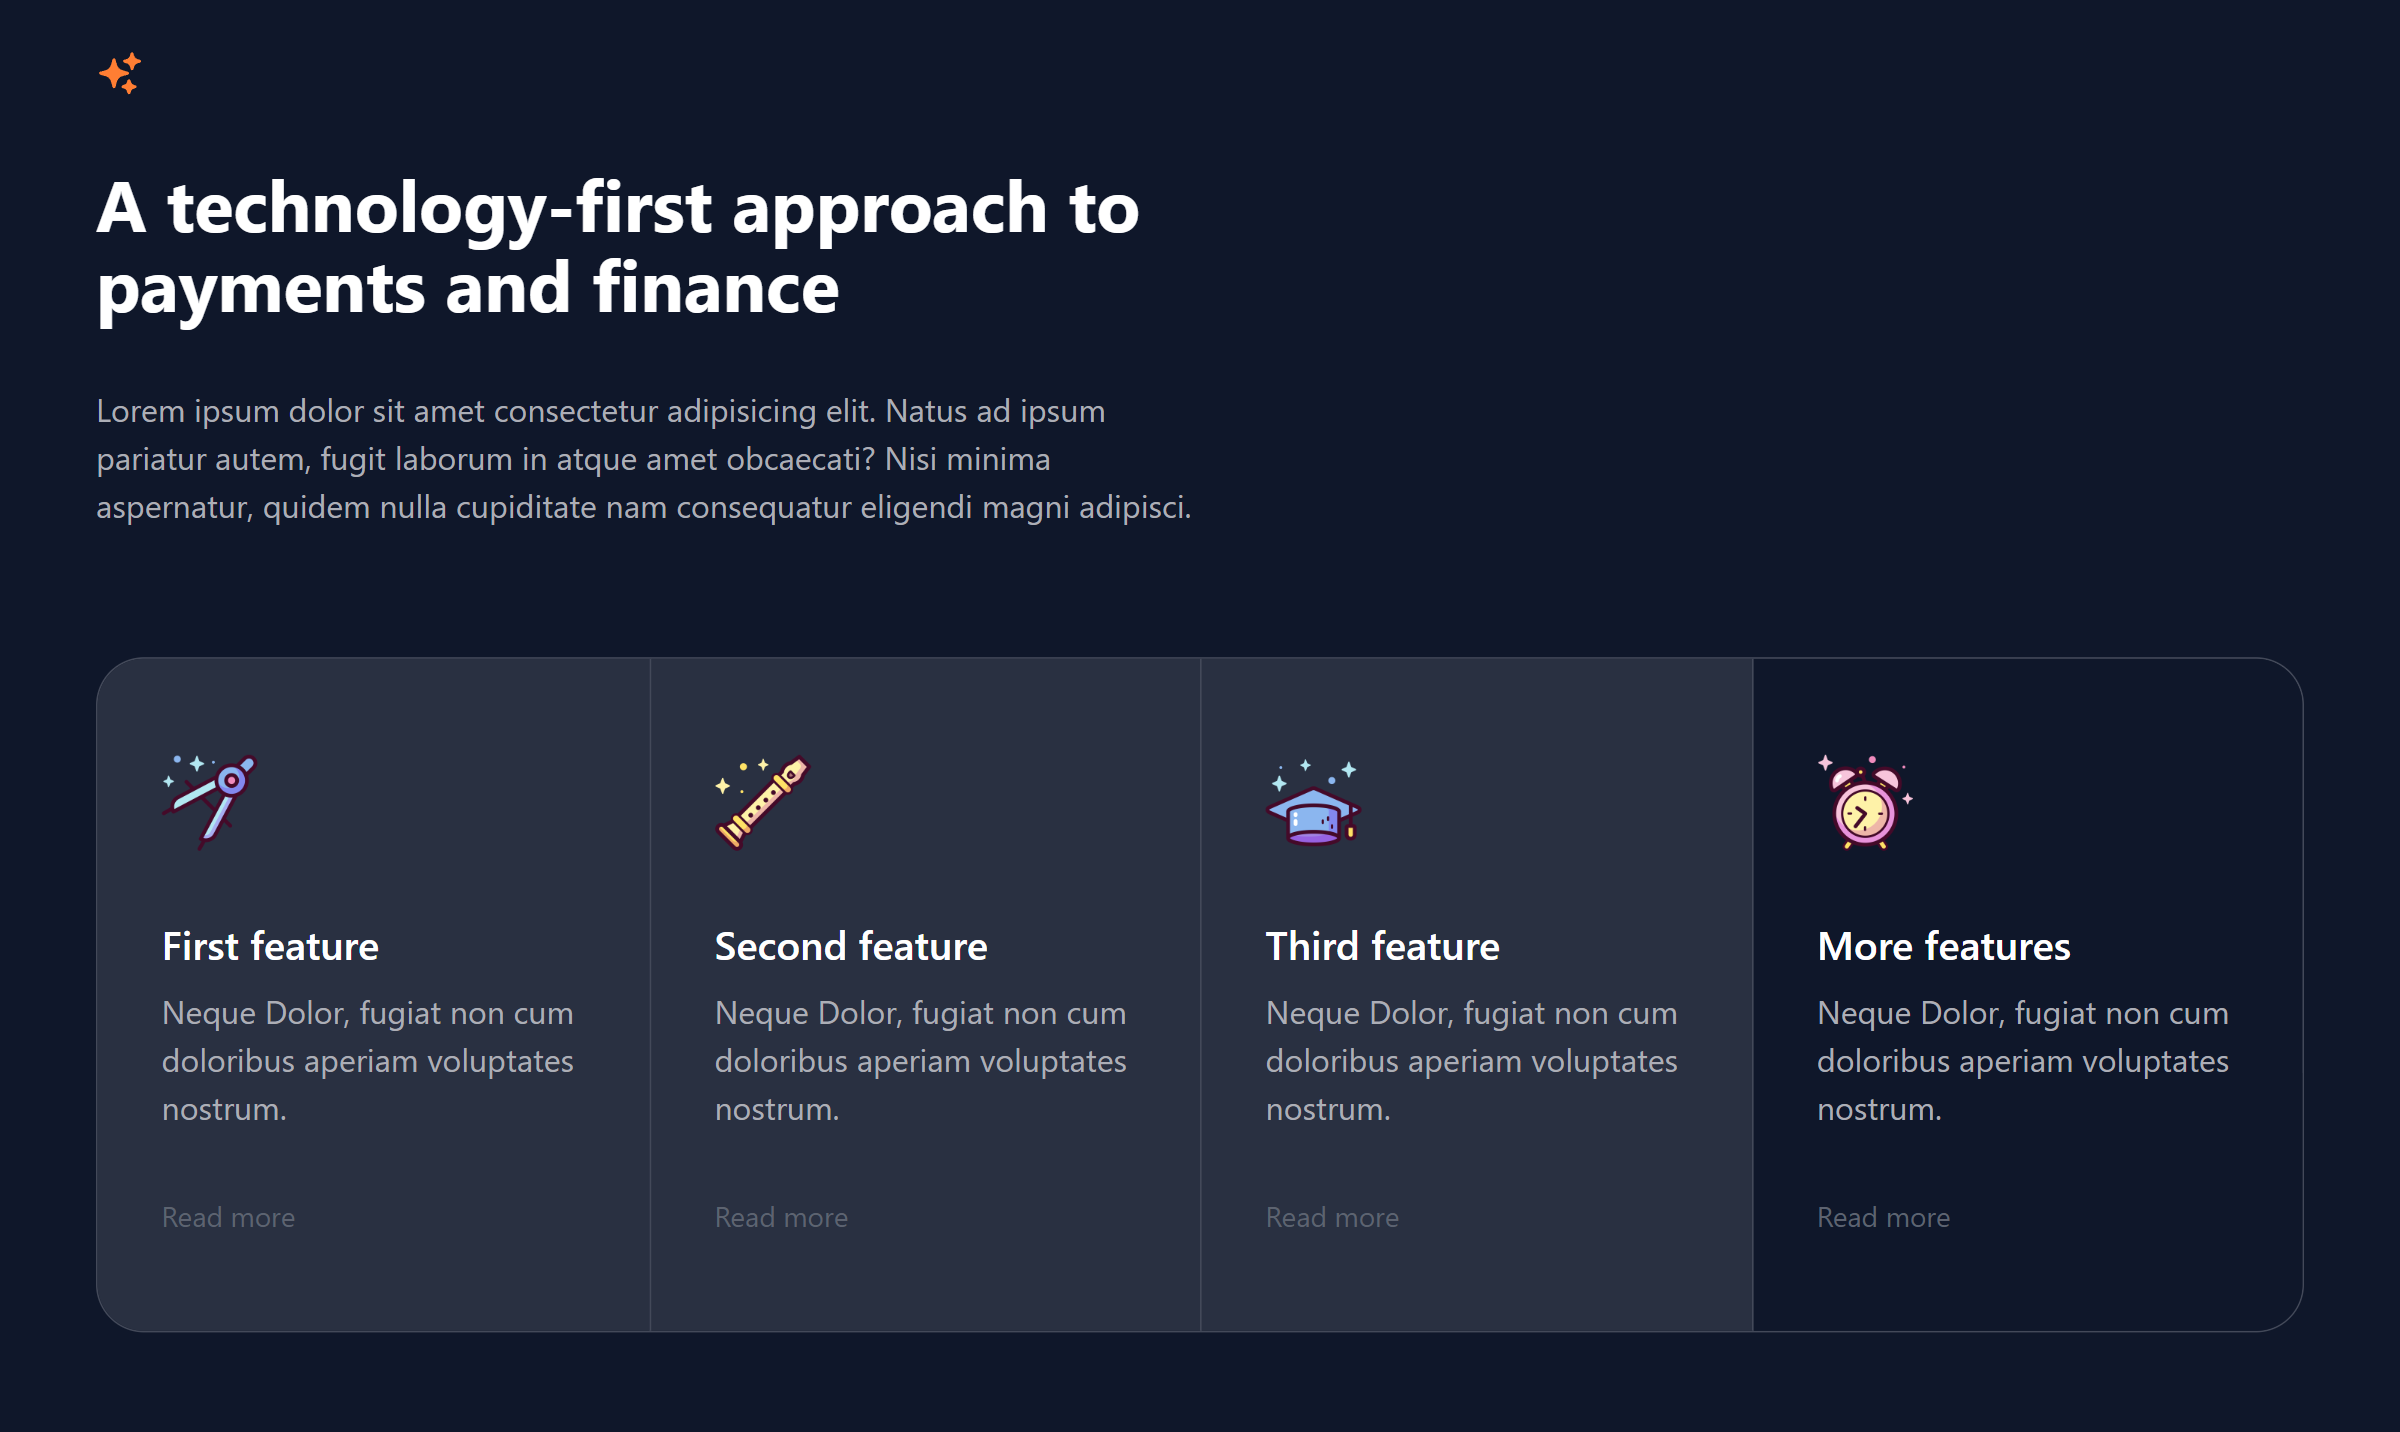 A technology-first approach to
payments and finance
Lorem ipsum dolor sit amet consectetur adipisicing elit. Natus ad ipsum
pariatur autem, fugit laborum in atque amet obcaecati? Nisi minima
aspernatur, quidem nulla cupiditate nam consequatur eligendi magni adipisci.
First feature
Neque Dolor, fugiat non cum
doloribus aperiam voluptates
nostrum.
Read more
Second feature
Neque Dolor, fugiat non cum
doloribus aperiam voluptates
nostrum.
Read more
Third feature
Neque Dolor, fugiat non cum
doloribus aperiam voluptates
nostrum.
Read more
More features
Neque Dolor, fugiat non cum
doloribus aperiam voluptates
nostrum.
Read more